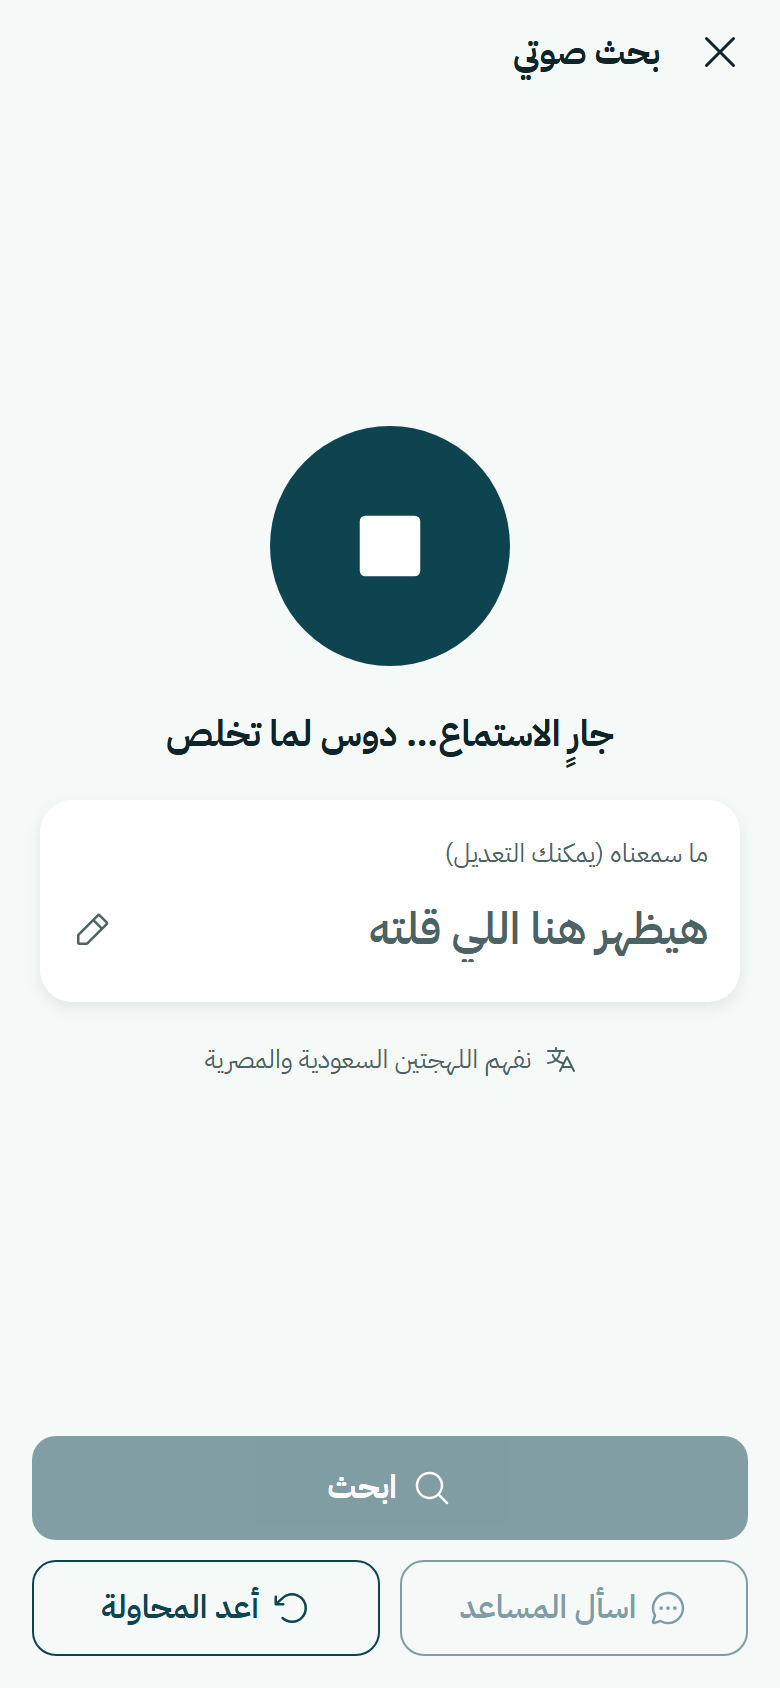 بحث صوتي
جارٍ الاستماع... دوس لما تخلص
ما سمعناه (يمكنك التعديل)
هيظهر هنا اللي قلته
نفهم اللهجتين السعودية والمصرية
ابحث
اسأل المساعد
أعد المحاولة